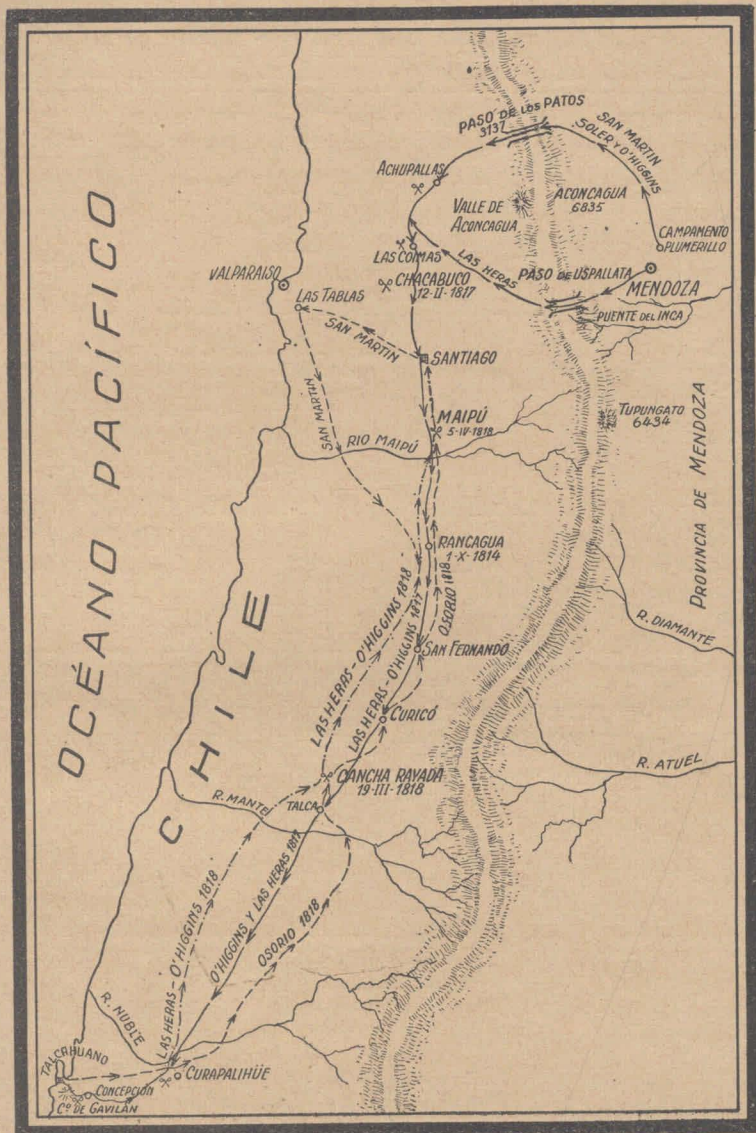 PASO DE LOS PATOS
3137
SAN MARTIN
SOLER Y O'HIGGINS
ACHUPALLAS
VALLE DE
ACONCAGUA
ACONCAGUA
6835
CAMPAMENTO
PLUMERILLO
LAS COIMAS
LAS HERAS
PASO DE USPALLATA
MENDOZA
PUENTE DEL INCA
CHACABUCO
12-II-1817
VALPARAISO
LAS TABLAS
SAN MARTIN
SANTIAGO
SAN MARTIN
MAIPÚ
5-IV-1818
TUPUNGATO
6434
RIO MAIPÚ
OCÉANO PACÍFICO
CHILE
PROVINCIA DE MENDOZA
RANCAGUA
1-X-1814
OSORIO 1818
LAS HERAS-O'HIGGINS 1818
LAS HERAS-O'HIGGINS 1817
SAN FERNANDO
R. DIAMANTE
CURICÓ
R. ATUEL
CANCHA RAYADA
19-III-1818
R. MANTE
TALCA
O'HIGGINS Y LAS HERAS 1817
LAS HERAS-O'HIGGINS 1818
OSORIO 1818
R. NUBLE
TALCAHUANO
CONCEPCIÓN
Cº. DE GAVILÁN
CURAPALIHÜE